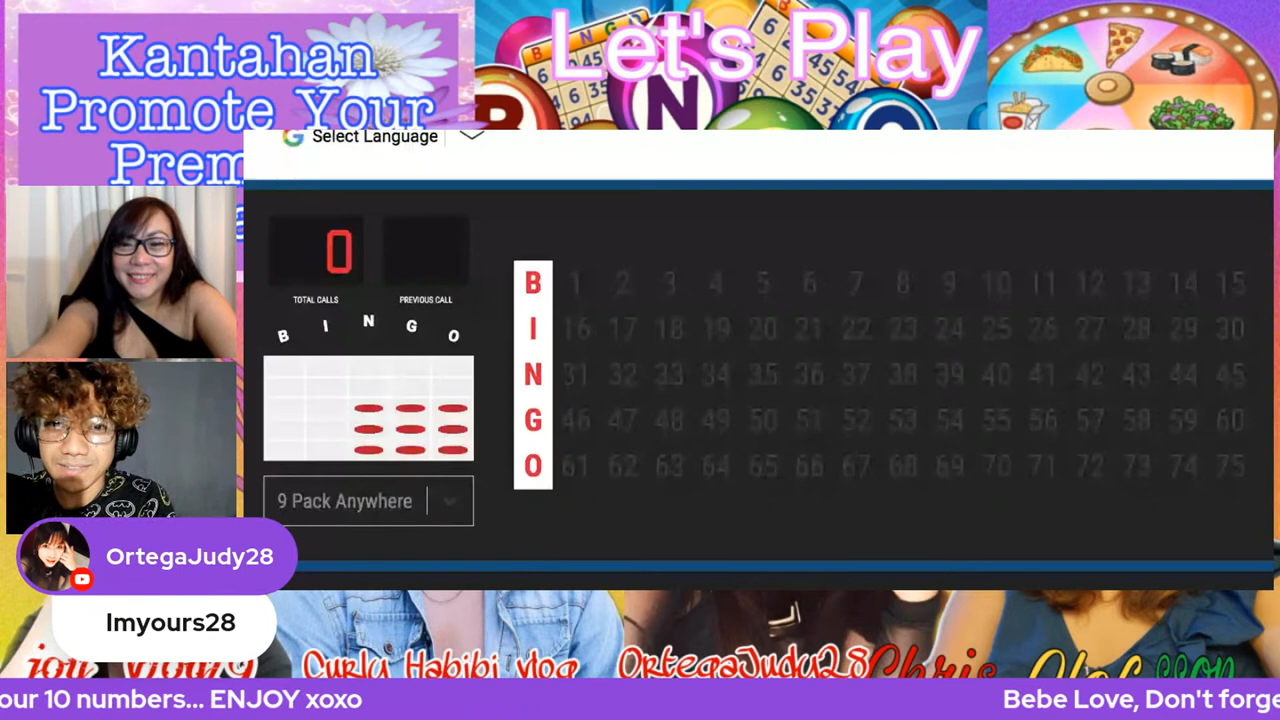 Kantahan
Promote Your
Prem
Let's Play
B I N G O
6 45 54
N
Select Language
0
TOTAL CALLS
PREVIOUS CALL
B I N G O
9 Pack Anywhere
B 1 2 3 4 5 6 7 8 9 10 11 12 13 14 15
I 16 17 18 19 20 21 22 23 24 25 26 27 28 29 30
N 31 32 33 34 35 36 37 38 39 40 41 42 43 44 45
G 46 47 48 49 50 51 52 53 54 55 56 57 58 59 60
O 61 62 63 64 65 66 67 68 69 70 71 72 73 74 75
OrtegaJudy28
Imyours28
Curly Habibi vlog
OrtegaJudy28
Chris
our 10 numbers... ENJOY xoxo
Bebe Love, Don't forge